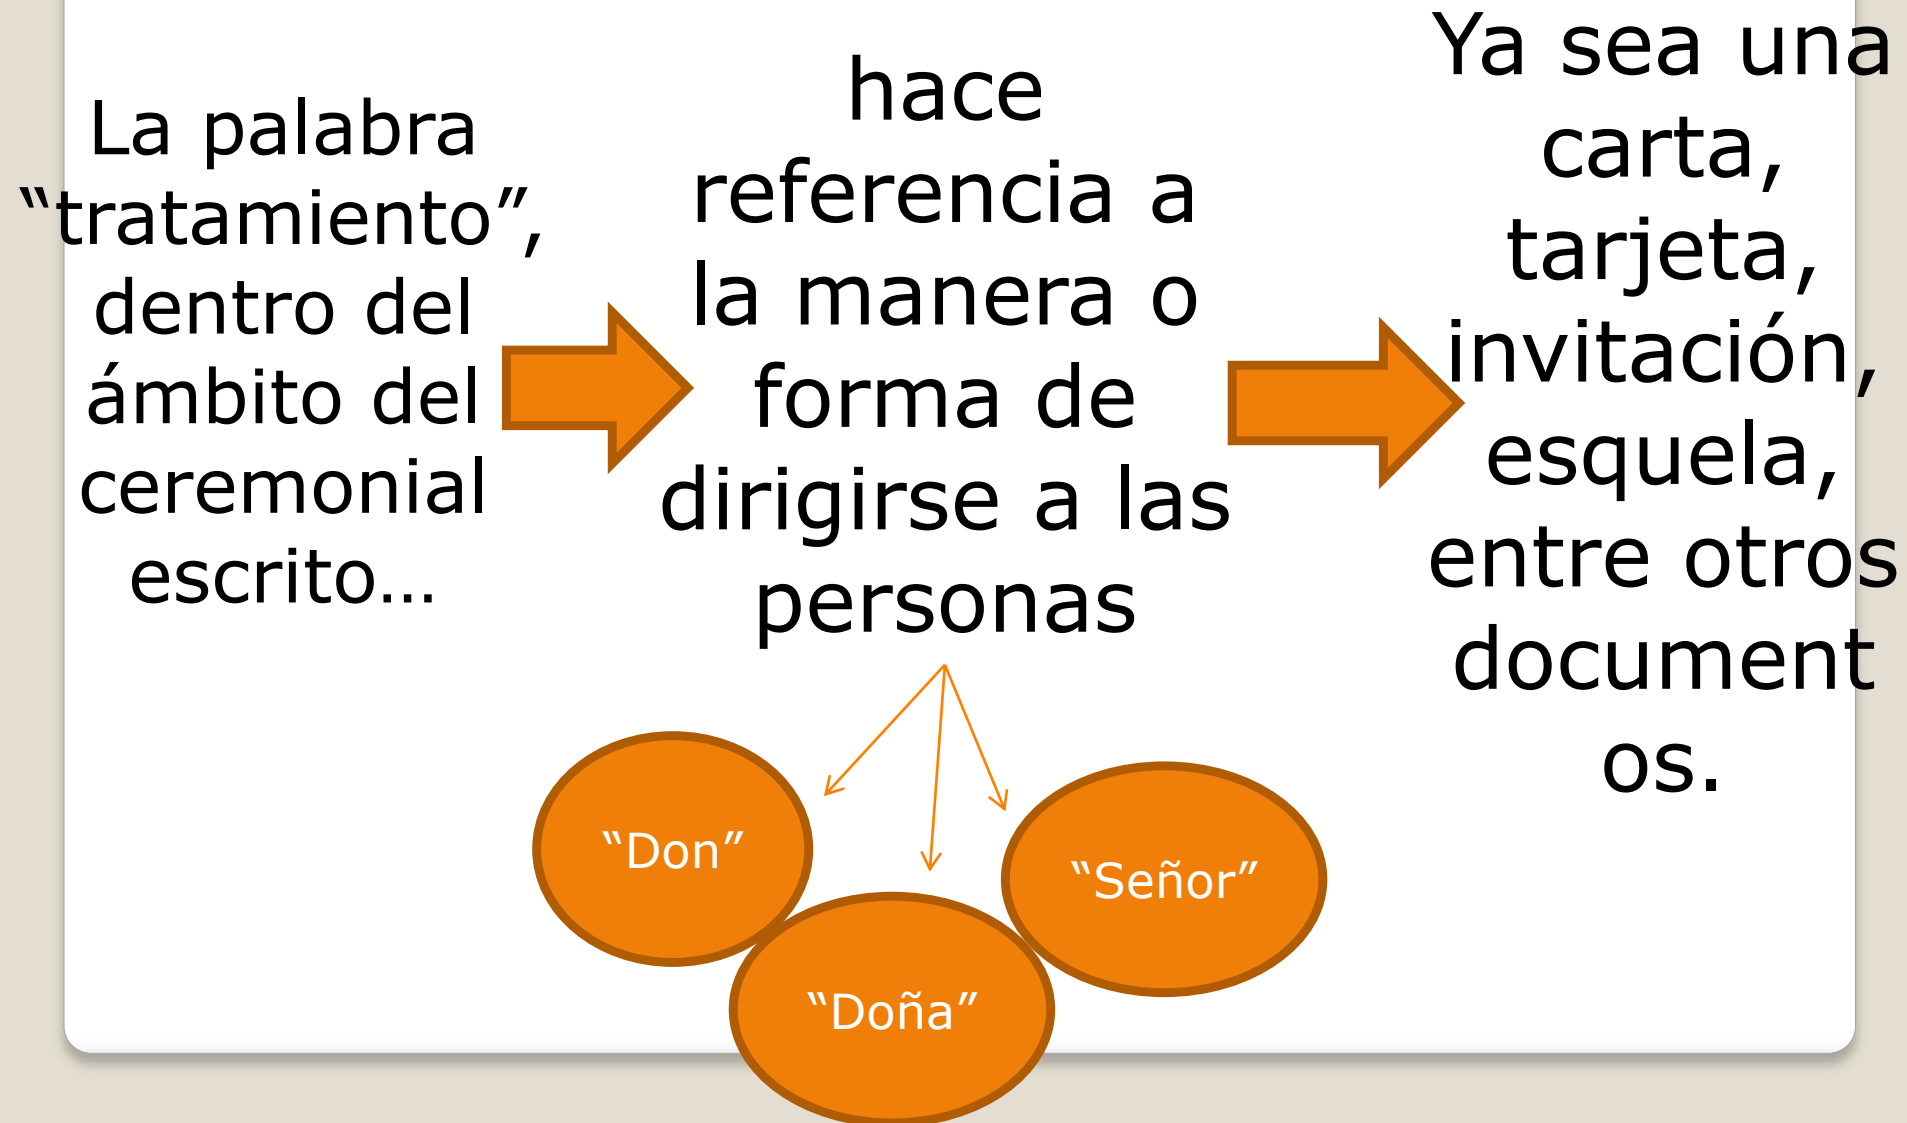 La palabra
“tratamiento”,
dentro del
ámbito del
ceremonial
escrito…
hace
referencia a
la manera o
forma de
dirigirse a las
personas
Ya sea una
carta,
tarjeta,
invitación,
esquela,
entre otros
document
os.
“Don”
“Doña”
“Señor”